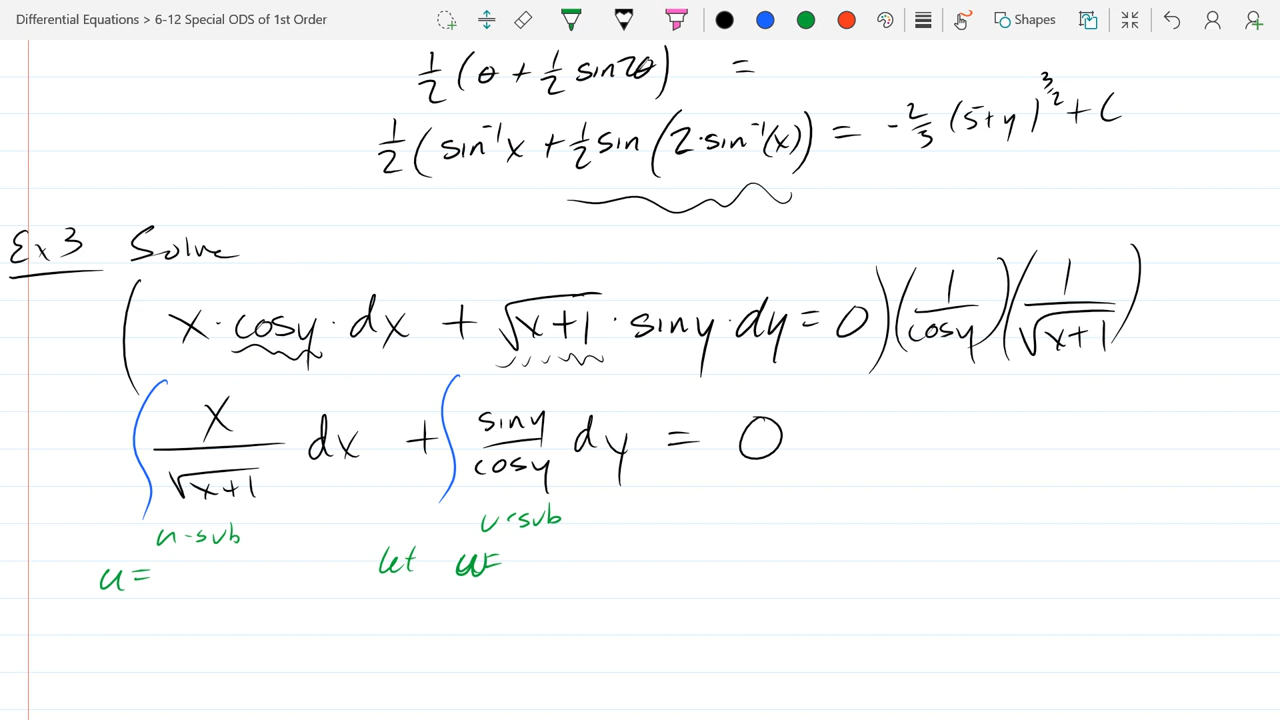 Differential Equations > 6-12 Special ODS of 1st Order
Shapes
1/2 (θ + 1/2 sin2θ) =
1/2 (sin⁻¹x + 1/2 sin (2·sin⁻¹(x)) = -2/3 (5+y)^3/2 + C
Ex 3 Solve
(x · cosy · dx + √x+1 · siny · dy = 0)(1/cosy)(1/√x+1)
∫ x/√x+1 dx + ∫ siny/cosy dy = 0
u-sub u-sub
u = let u=